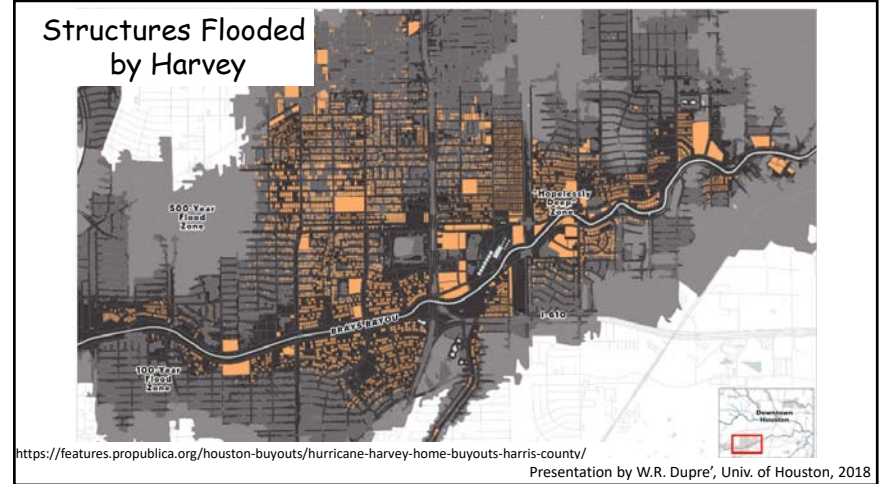 Structures Flooded
by Harvey
500-Year
Flood
Zone
"Hopelessly
Deep"
Zone
BRAYS BAYOU
I-610
100-Year
Flood
Zone
Downtown
Houston
https://features.propublica.org/houston-buyouts/hurricane-harvey-home-buyouts-harris-county/
Presentation by W.R. Dupre', Univ. of Houston, 2018